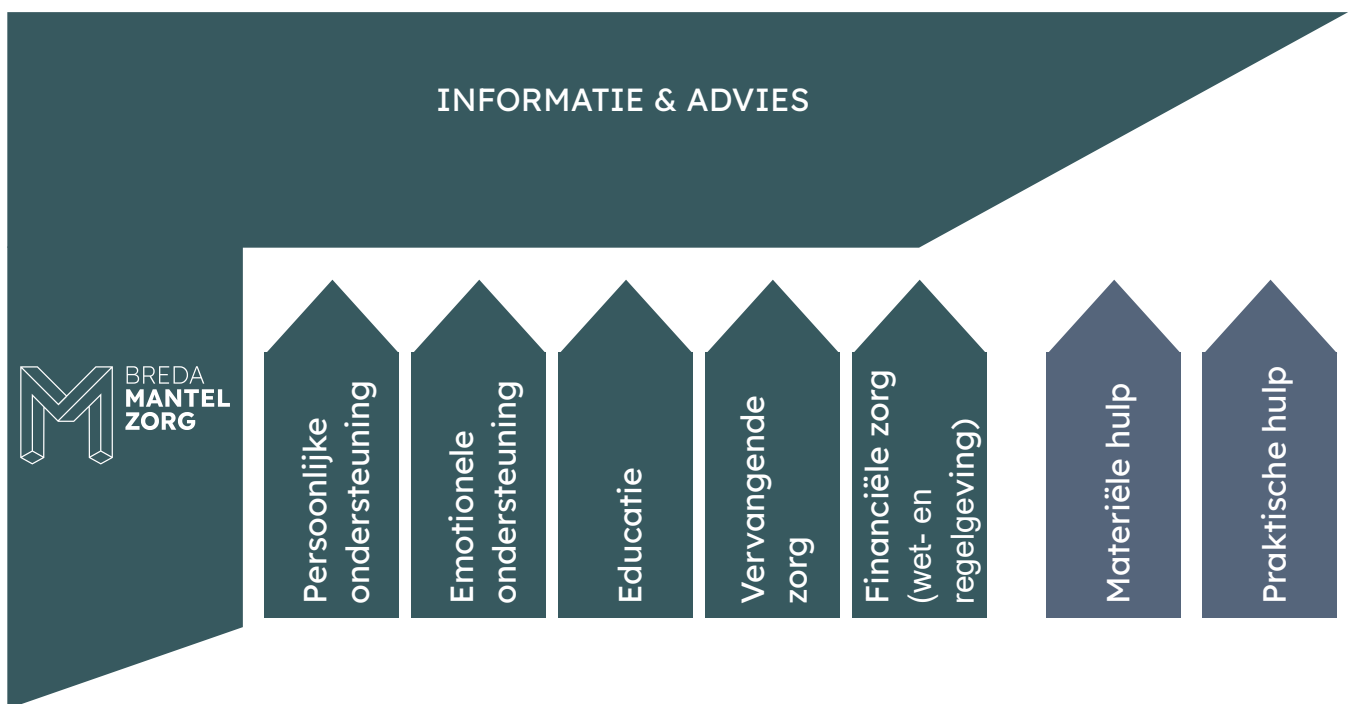 INFORMATIE & ADVIES
BREDA
MANTEL
ZORG
Persoonlijke
ondersteuning
Emotionele
ondersteuning
Educatie
Vervangende
zorg
Financiële zorg
(wet- en
regelgeving)
Materiële hulp
Praktische hulp